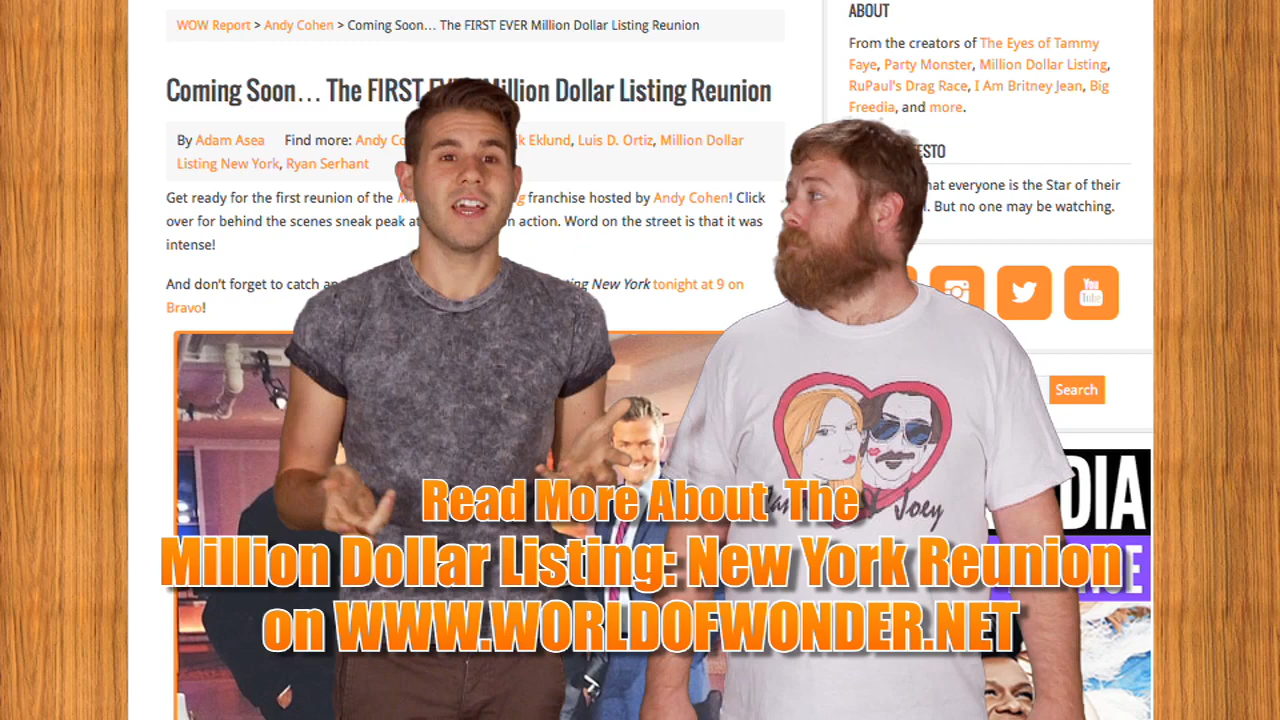 WOW Report > Andy Cohen > Coming Soon… The FIRST EVER Million Dollar Listing Reunion
Coming Soon… The FIRST Million Dollar Listing Reunion
By Adam Asea Find more: Andy Eklund, Luis D. Ortiz, Million Dollar
Listing New York, Ryan Serhant
Get ready for the first reunion of the franchise hosted by Andy Cohen! Click
over for behind the scenes sneak peak action. Word on the street is that it was
intense!
And don't forget to catch New York tonight at 9 on
Bravo!
ABOUT
From the creators of The Eyes of Tammy
Faye, Party Monster, Million Dollar Listing,
RuPaul's Drag Race, I Am Britney Jean, Big
Freedia, and more.
that everyone is the Star of their
But no one may be watching.
You
Tube
Search
Joey
Read More About The
Million Dollar Listing: New York Reunion
on WWW.WORLDOFWONDER.NET